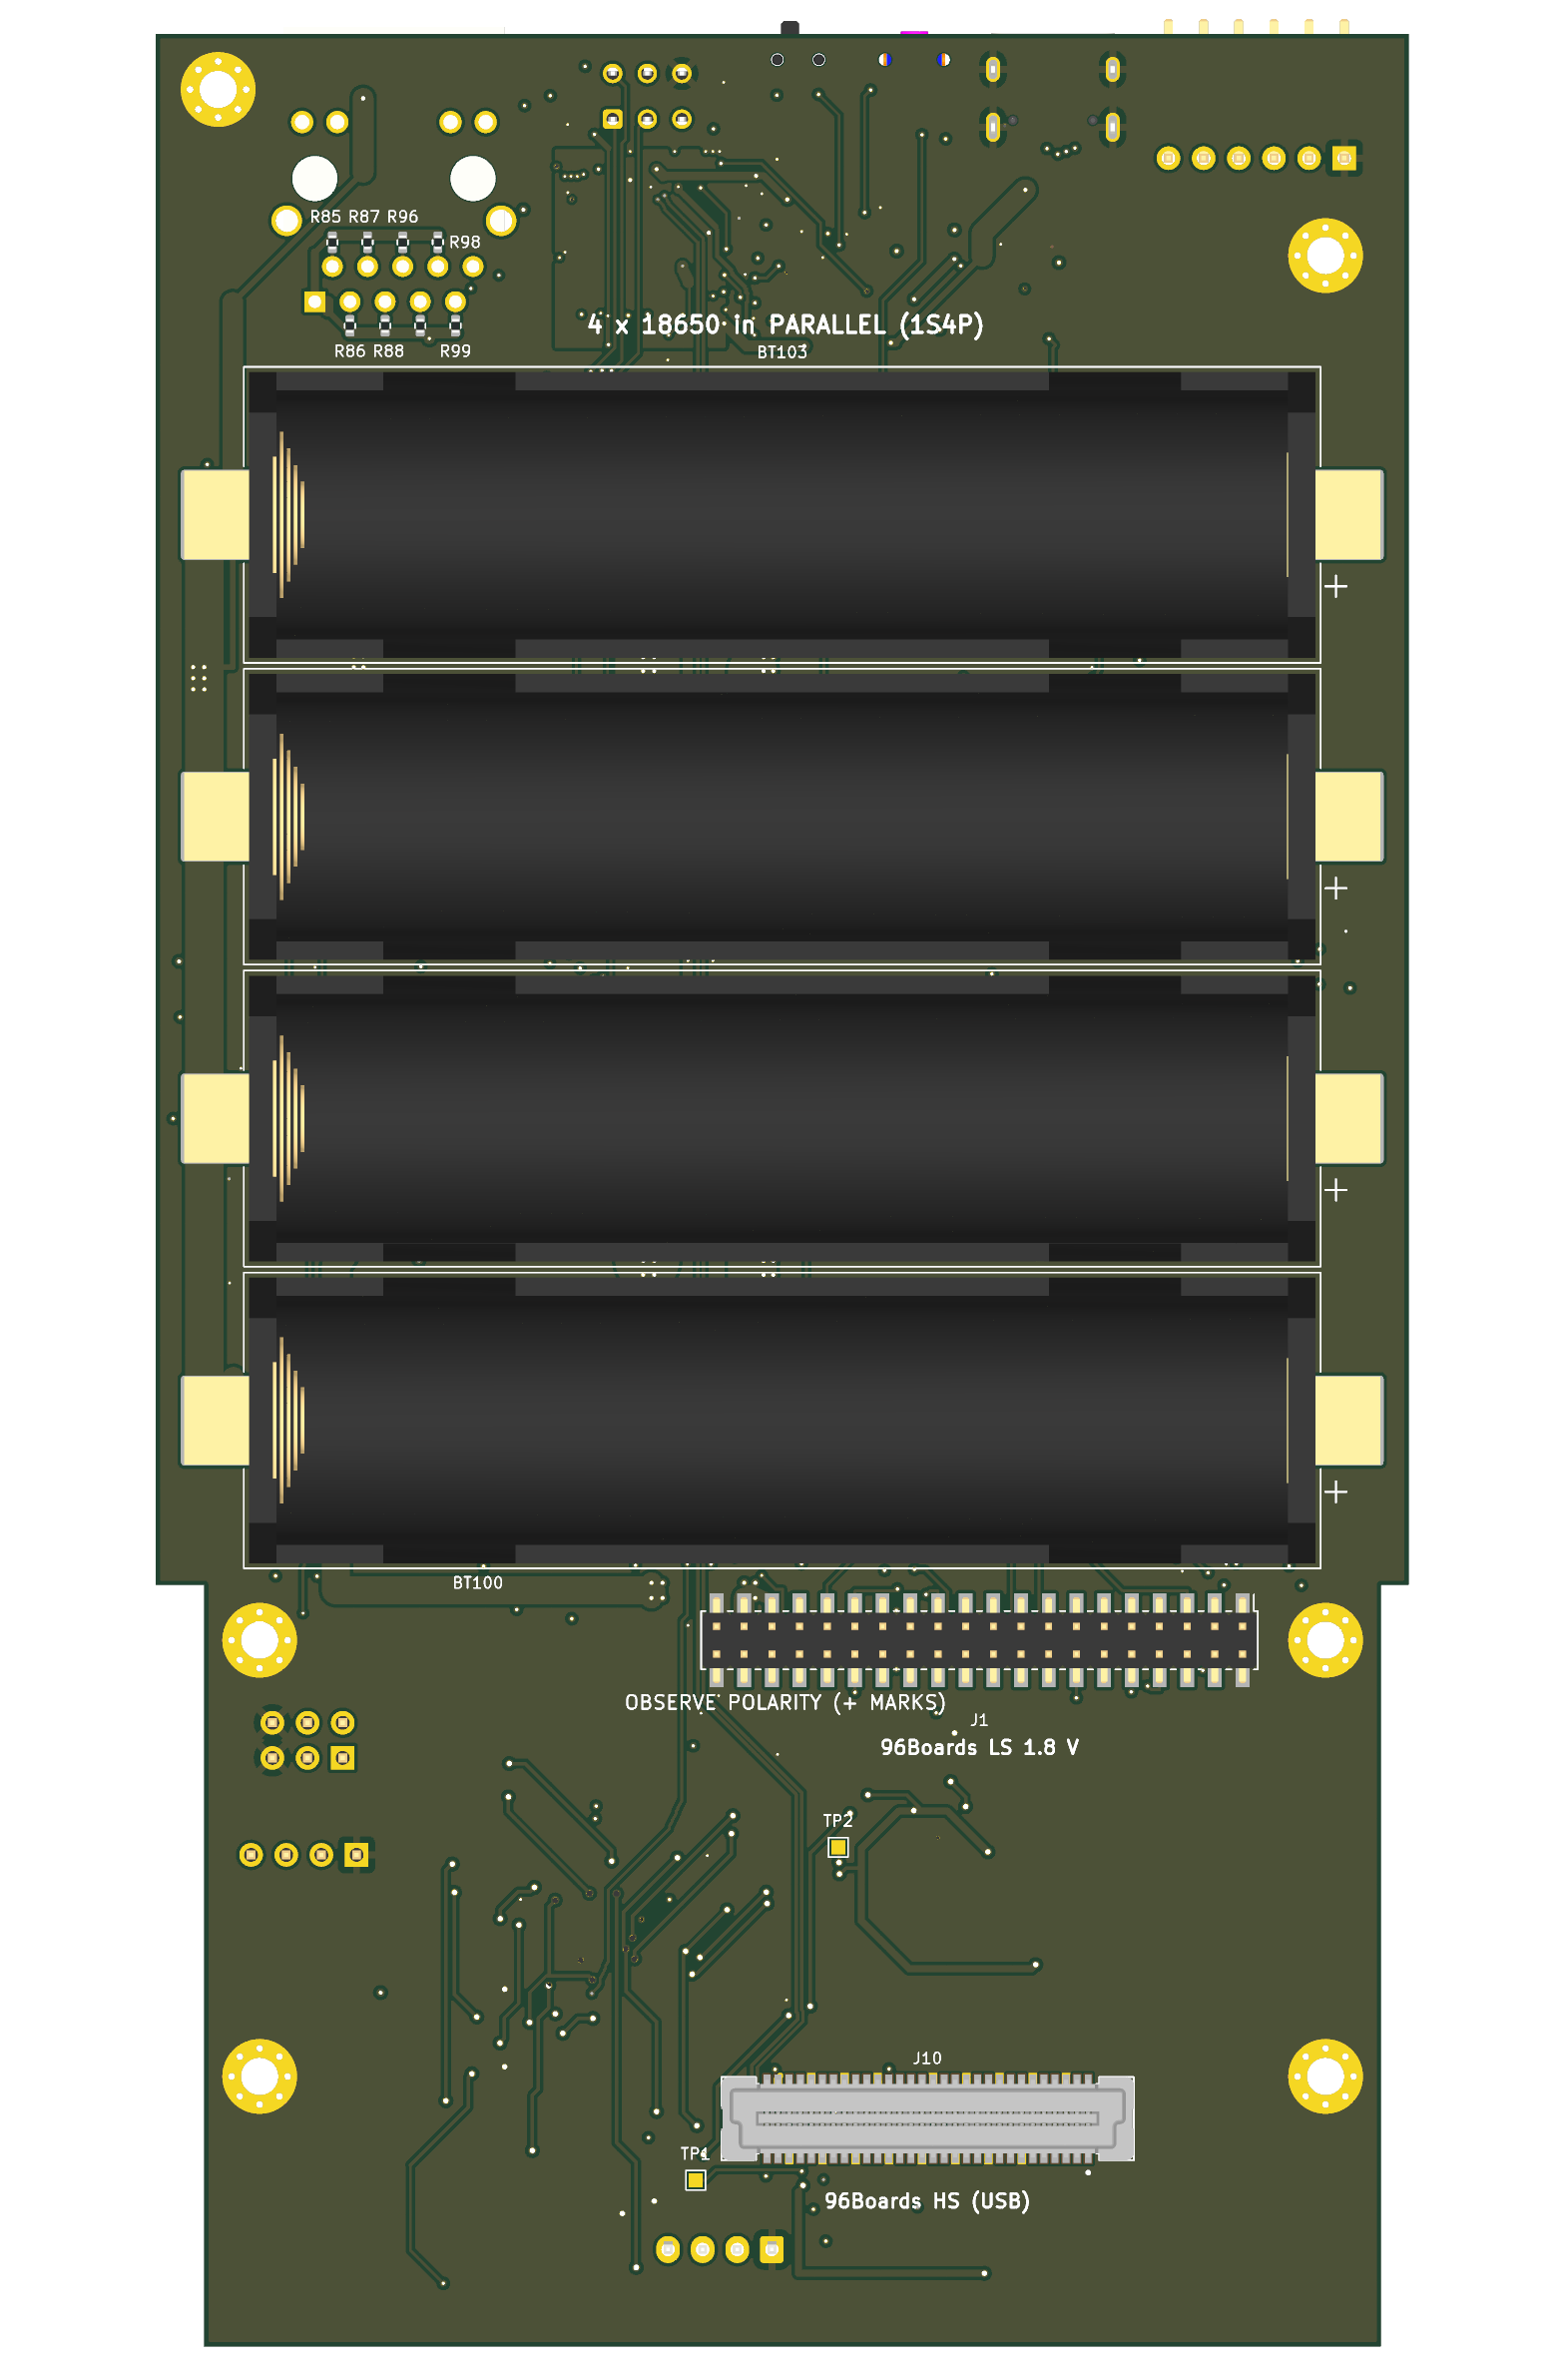 R85 R87 R96
R98
4 x 18650 in PARALLEL (1S4P)
R86 R88 R99
BT103
+
+
+
+
BT100
OBSERVE POLARITY (+ MARKS)
J1
96Boards LS 1.8 V
TP2
J10
TP1
96Boards HS (USB)